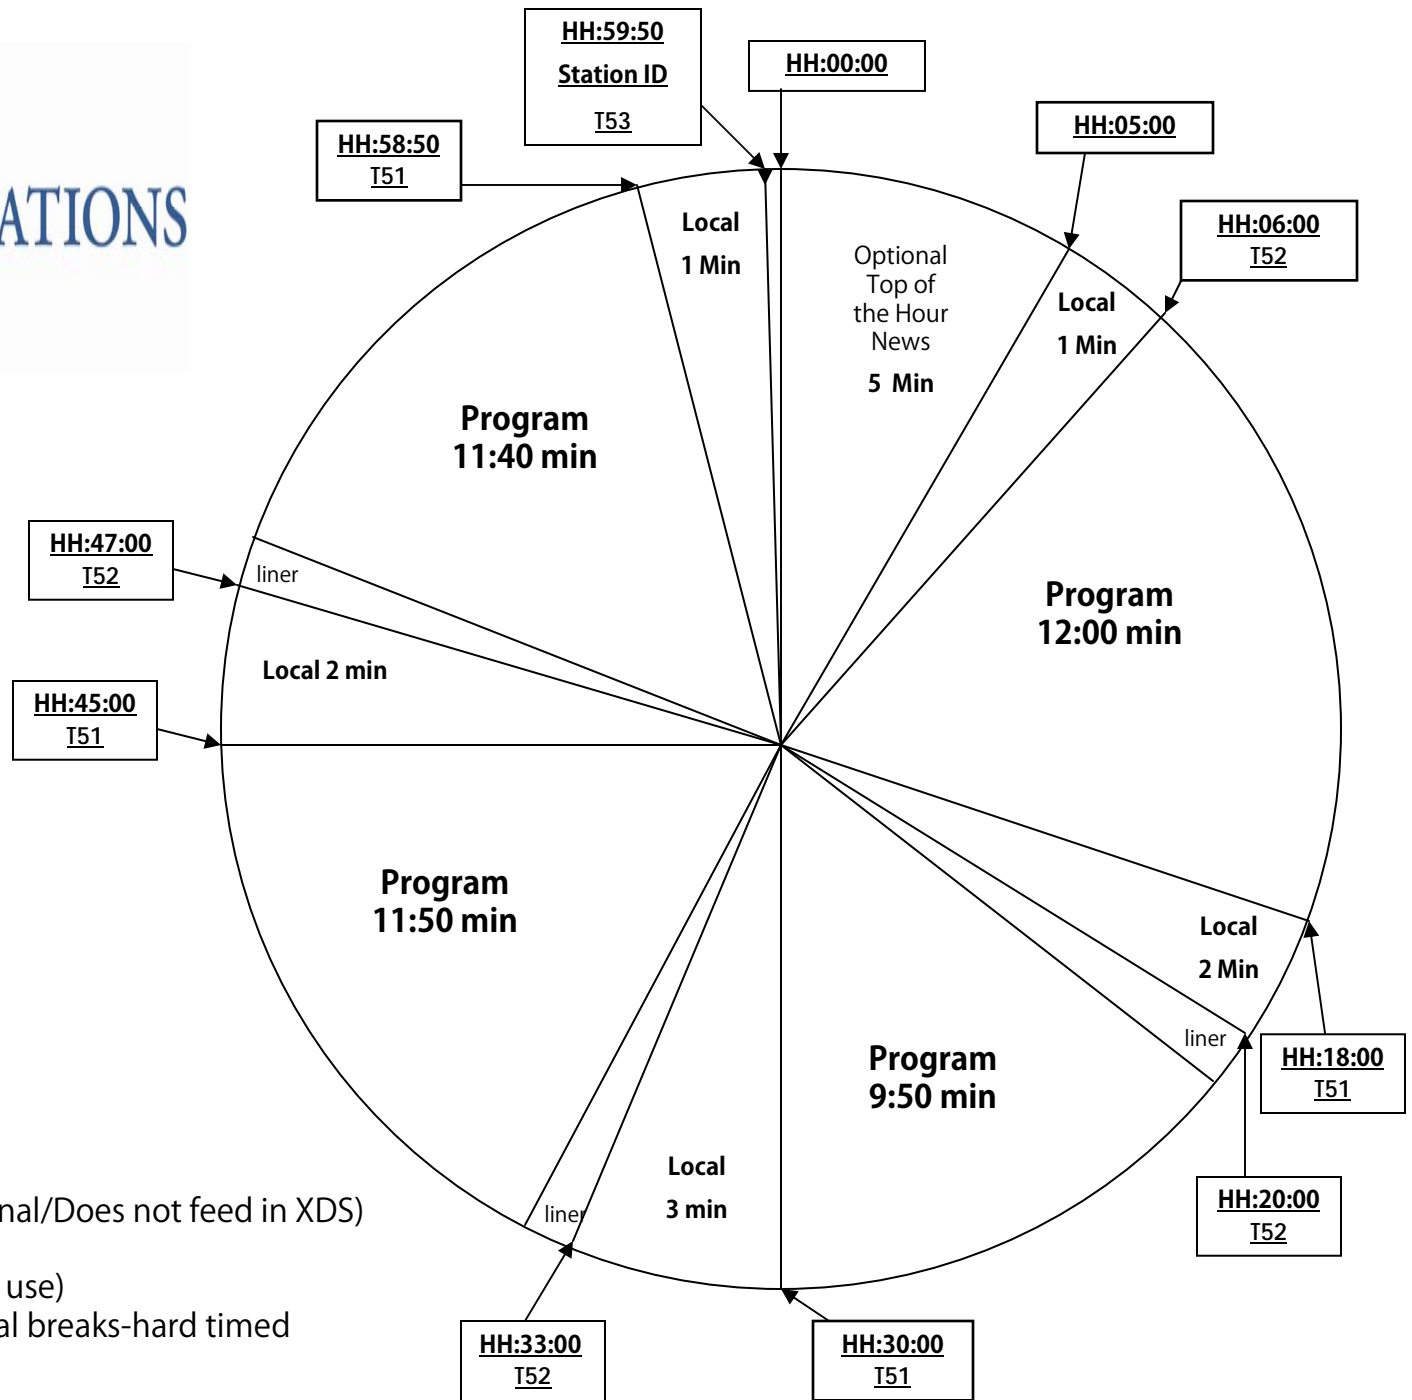 HH:59:50
Station ID
T53
HH:00:00
HH:05:00
HH:58:50
T51
HH:06:00
T52
ATIONS
Local
1 Min
Optional
Top of
the Hour
News
5 Min
Local
1 Min
Program
11:40 min
HH:47:00
T52
liner
Program
12:00 min
Local 2 min
HH:45:00
T51
Program
11:50 min
Local
2 Min
liner
HH:18:00
T51
Program
9:50 min
Local
3 min
liner
HH:20:00
T52
nal/Does not feed in XDS)
use)
al breaks-hard timed
HH:33:00
T52
HH:30:00
T51